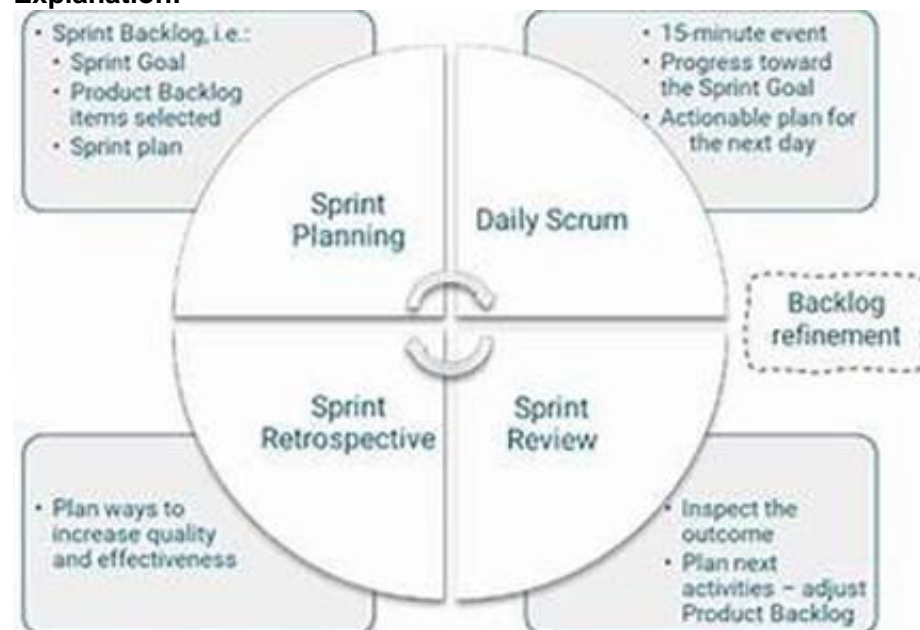 Explanation:
• Sprint Backlog, i.e.:
• Sprint Goal
• Product Backlog
items selected
• Sprint plan
• 15-minute event
• Progress toward
the Sprint Goal
• Actionable plan for
the next day
Sprint
Planning
Daily Scrum
Backlog
refinement
Sprint
Retrospective
Sprint
Review
• Plan ways to
increase quality
and effectiveness
• Inspect the
outcome
• Plan next
activities – adjust
Product Backlog